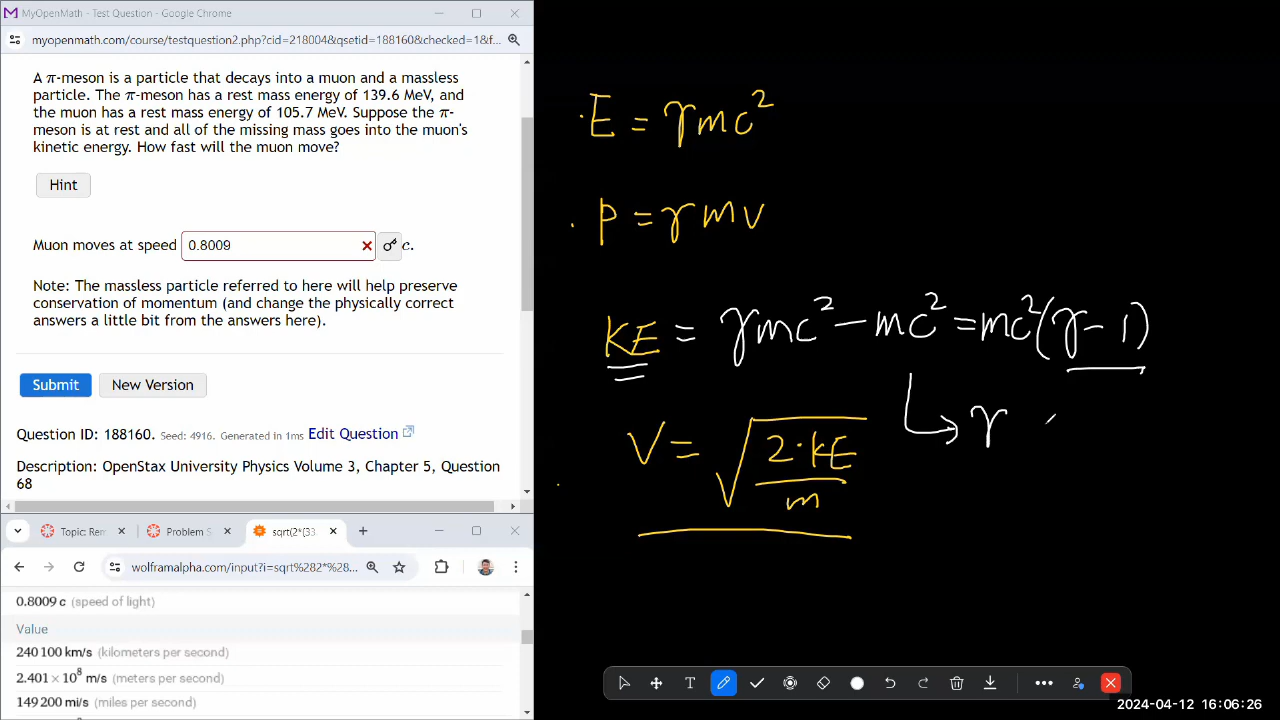 MyOpenMath - Test Question - Google Chrome
myopenmath.com/course/testquestion2.php?cid=218004&qsetid=188160&checked=1&f...
A π-meson is a particle that decays into a muon and a massless
particle. The π-meson has a rest mass energy of 139.6 MeV, and
the muon has a rest mass energy of 105.7 MeV. Suppose the π-
meson is at rest and all of the missing mass goes into the muon's
kinetic energy. How fast will the muon move?
Hint
Muon moves at speed 0.8009 c.
Note: The massless particle referred to here will help preserve
conservation of momentum (and change the physically correct
answers a little bit from the answers here).
Submit New Version
Question ID: 188160. Seed: 4916. Generated in 1ms Edit Question
Description: OpenStax University Physics Volume 3, Chapter 5, Question
68
Topic: Ren Problem S sqrt(2*(33
wolframalpha.com/input?i=sqrt%282*%28...
0.8009 c (speed of light)
Value
240 100 km/s (kilometers per second)
2.401 × 10⁸ m/s (meters per second)
149 200 mi/s (miles per second)
E = γmc²
p = γmv
KE = γmc² − mc² = mc²(γ − 1)
↳ γ
v = √(2·KE/m)
T
2024-04-12 16:06:26